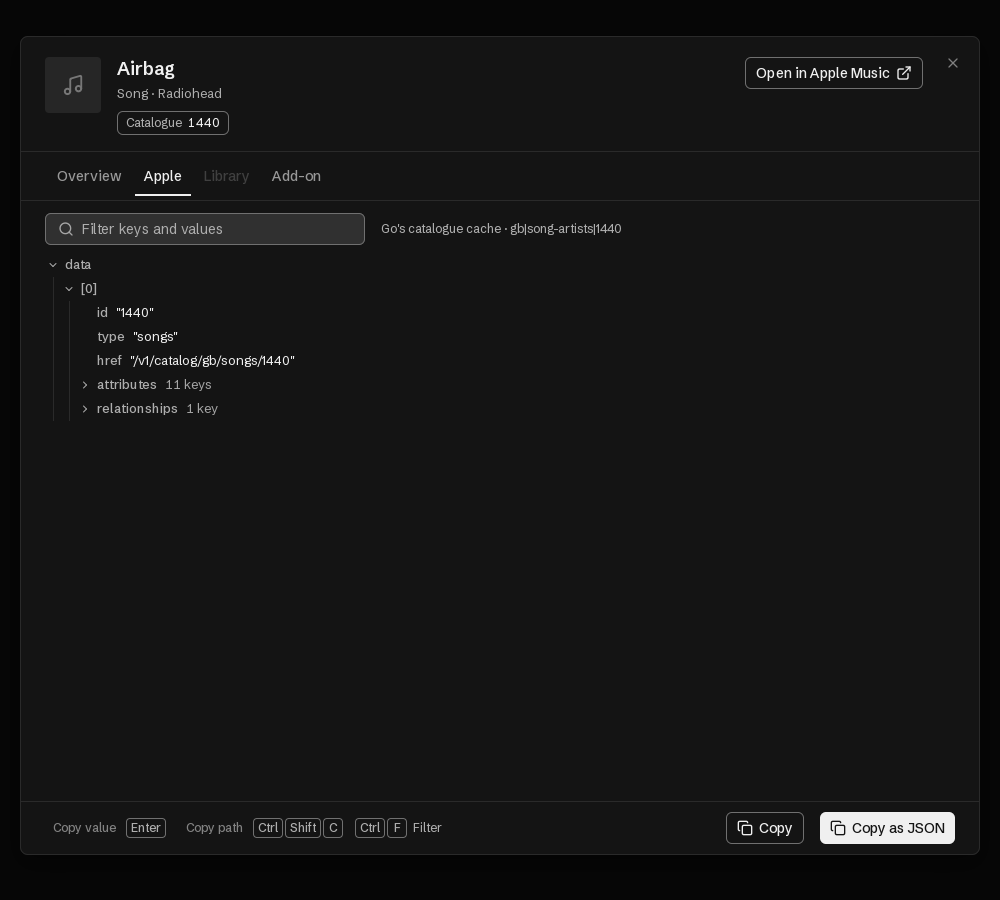 Airbag
Song · Radiohead
Catalogue 1440
Open in Apple Music
Overview Apple Library Add-on
Filter keys and values
Go's catalogue cache · gb|song-artists|1440
data
[0]
id "1440"
type "songs"
href "/v1/catalog/gb/songs/1440"
attributes 11 keys
relationships 1 key
Copy value Enter Copy path Ctrl Shift C Ctrl F Filter
Copy
Copy as JSON